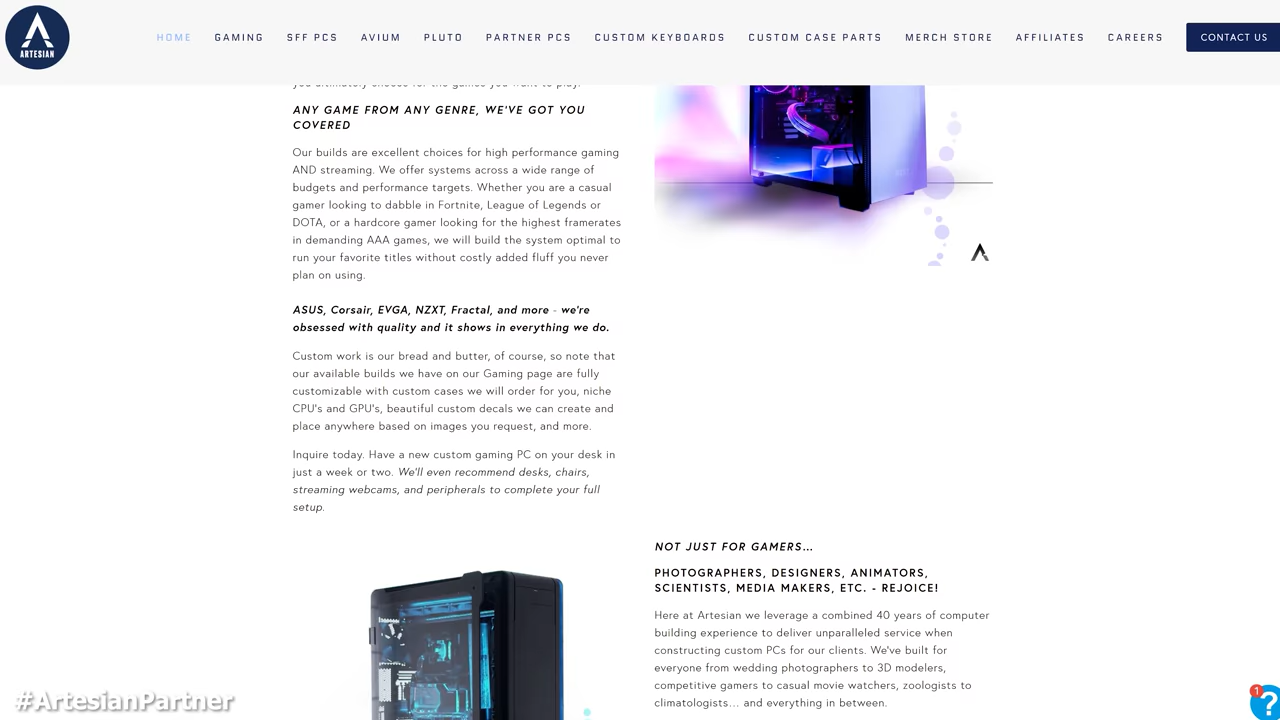 ARTESIAN
HOME GAMING SFF PCS AVIUM PLUTO PARTNER PCS CUSTOM KEYBOARDS CUSTOM CASE PARTS MERCH STORE AFFILIATES CAREERS CONTACT US
you ultimately choose for the games you want to play.
ANY GAME FROM ANY GENRE, WE'VE GOT YOU
COVERED
Our builds are excellent choices for high performance gaming
AND streaming. We offer systems across a wide range of
budgets and performance targets. Whether you are a casual
gamer looking to dabble in Fortnite, League of Legends or
DOTA, or a hardcore gamer looking for the highest framerates
in demanding AAA games, we will build the system optimal to
run your favorite titles without costly added fluff you never
plan on using.
ASUS, Corsair, EVGA, NZXT, Fractal, and more - we're
obsessed with quality and it shows in everything we do.
Custom work is our bread and butter, of course, so note that
our available builds we have on our Gaming page are fully
customizable with custom cases we will order for you, niche
CPU's and GPU's, beautiful custom decals we can create and
place anywhere based on images you request, and more.
Inquire today. Have a new custom gaming PC on your desk in
just a week or two. We'll even recommend desks, chairs,
streaming webcams, and peripherals to complete your full
setup.
NOT JUST FOR GAMERS...
PHOTOGRAPHERS, DESIGNERS, ANIMATORS,
SCIENTISTS, MEDIA MAKERS, ETC. - REJOICE!
Here at Artesian we leverage a combined 40 years of computer
building experience to deliver unparalleled service when
constructing custom PCs for our clients. We've built for
everyone from wedding photographers to 3D modelers,
competitive gamers to casual movie watchers, zoologists to
climatologists... and everything in between.
#ArtesianPartner
1
?